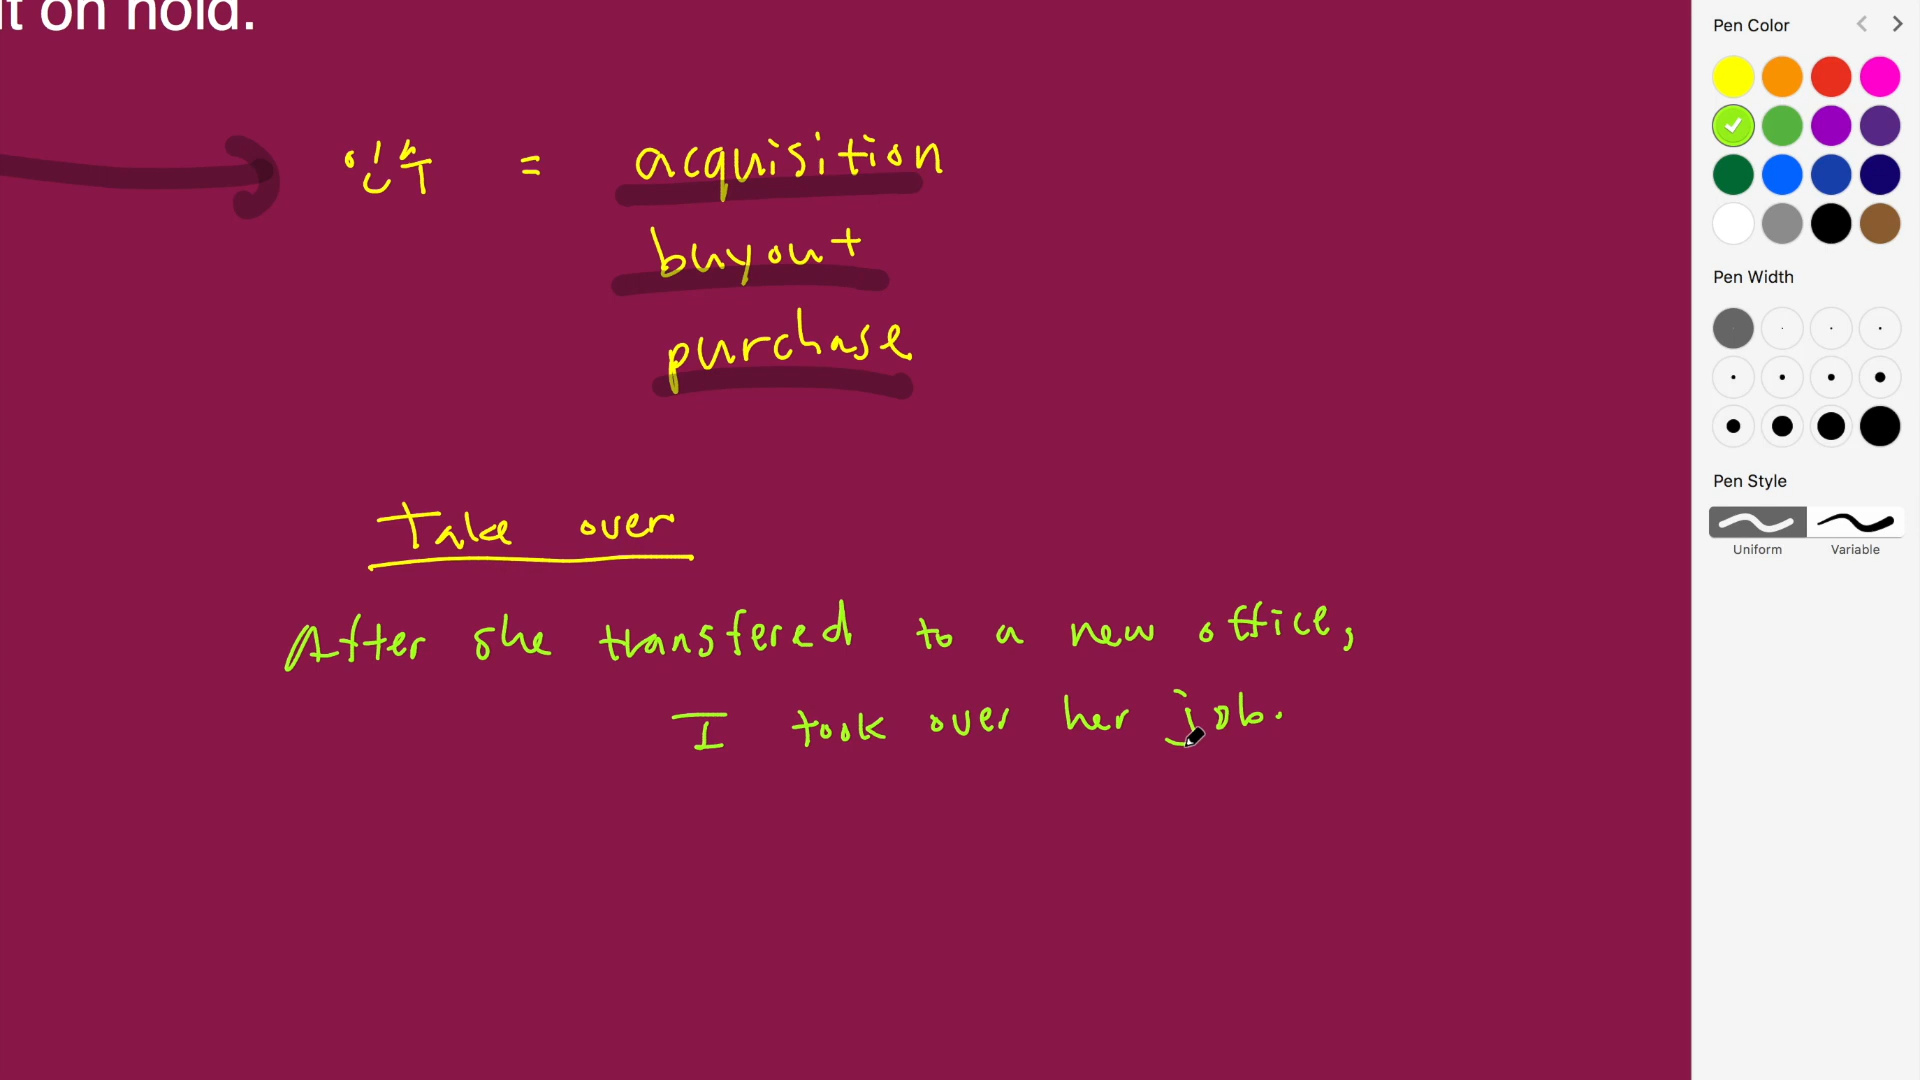 it on hold.
인수 = acquisition
buyout
purchase
Take over
After she transfered to a new office,
I took over her job.
Pen Color
Pen Width
Pen Style
Uniform Variable